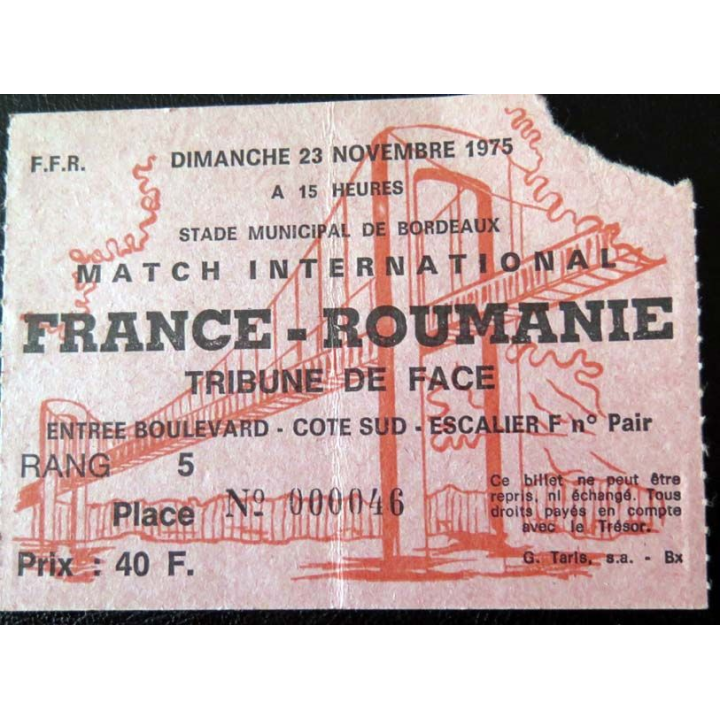 F.F.R.
DIMANCHE 23 NOVEMBRE 1975
A 15 HEURES
STADE MUNICIPAL DE BORDEAUX
MATCH INTERNATIONAL
FRANCE - ROUMANIE
TRIBUNE DE FACE
ENTREE BOULEVARD - COTE SUD - ESCALIER F nº Pair
RANG 5
Place Nº 000046
Prix : 40 F.
Ce billet ne peut être
repris, ni échangé. Tous
droits payés en compte
avec le Trésor.
G. Taris, s.a. - Bx